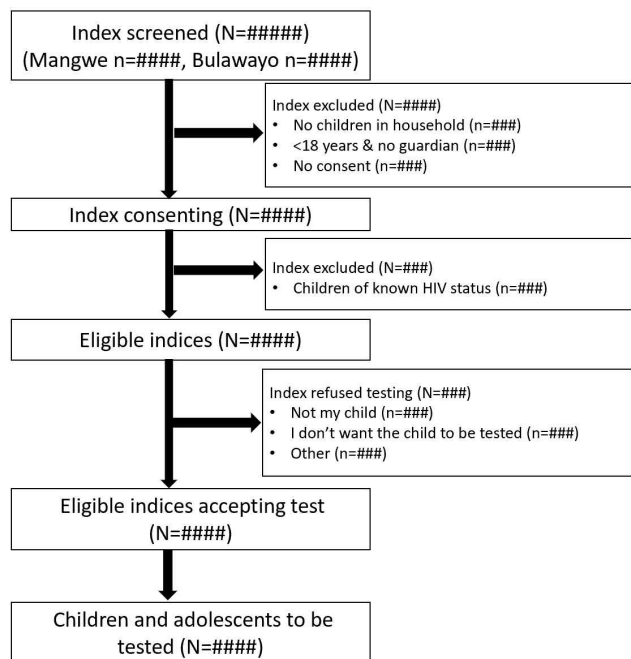 Index screened (N=#####)
(Mangwe n=####, Bulawayo n=####)
Index excluded (N=####)
• No children in household (n=###)
• <18 years & no guardian (n=###)
• No consent (n=###)
Index consenting (N=####)
Index excluded (N=###)
• Children of known HIV status (n=###)
Eligible indices (N=####)
Index refused testing (N=###)
• Not my child (n=###)
• I don’t want the child to be tested (n=###)
• Other (n=###)
Eligible indices accepting test
(N=####)
Children and adolescents to be
tested (N=####)